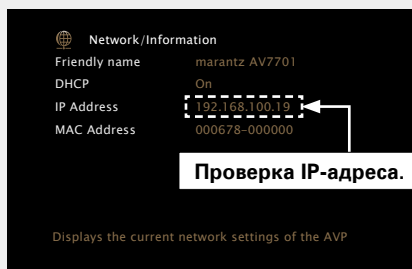 Network/Information
Friendly name marantz AV7701
DHCP On
IP Address 192.168.100.19
MAC Address 000678-000000
Проверка IP-адреса.
Displays the current network settings of the AVP